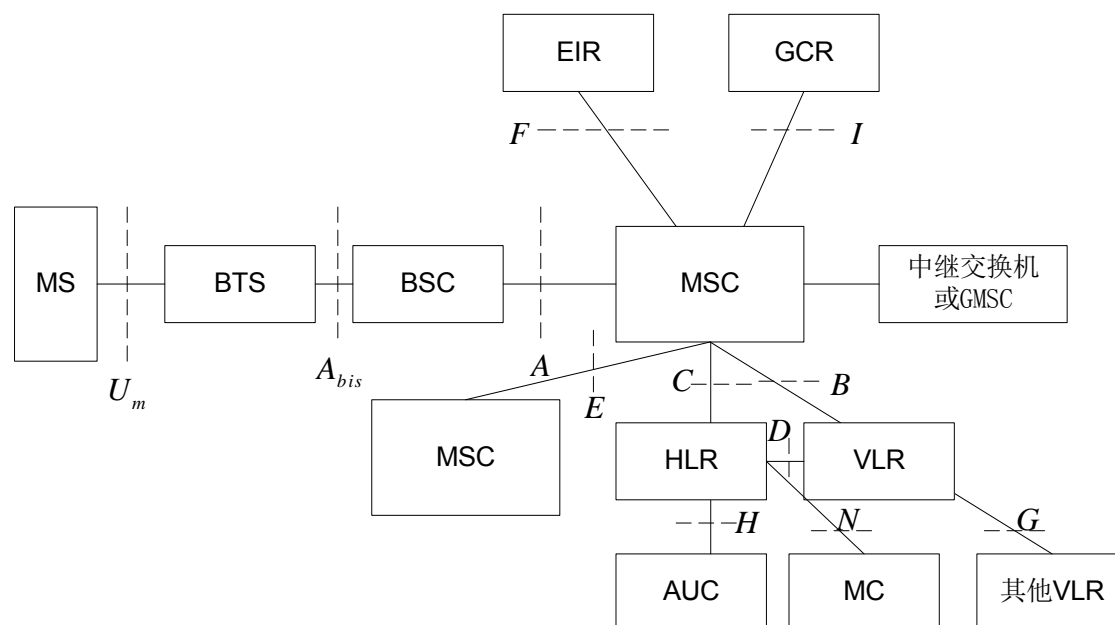 EIR
GCR
F
I
MS
BTS
BSC
MSC
中继交换机
或GMSC
U_m
A_bis
A
E
C
B
MSC
HLR
D
VLR
H
N
G
AUC
MC
其他VLR